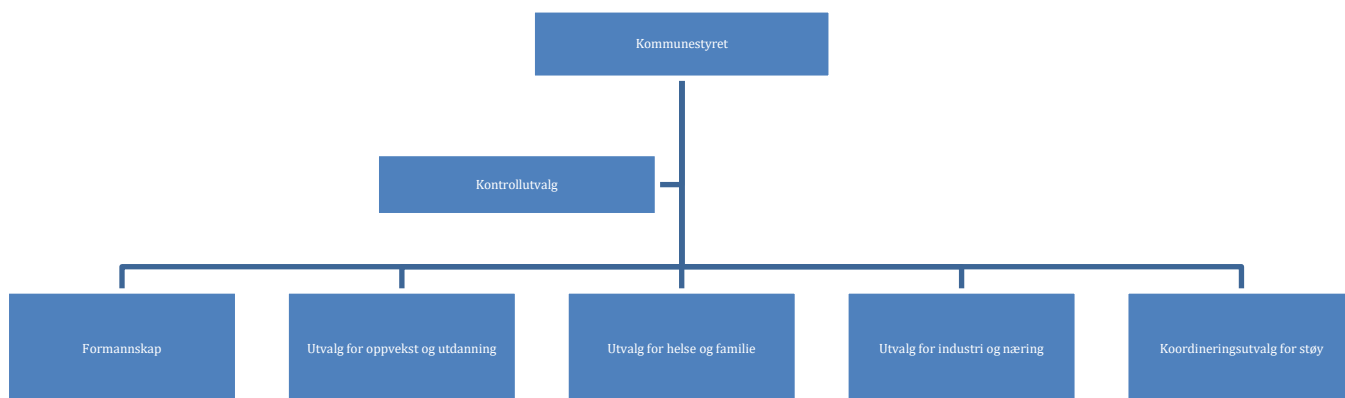 Kommunestyret
Kontrollutvalg
Formannskap
Utvalg for oppvekst og utdanning
Utvalg for helse og familie
Utvalg for industri og næring
Koordineringsutvalg for støy